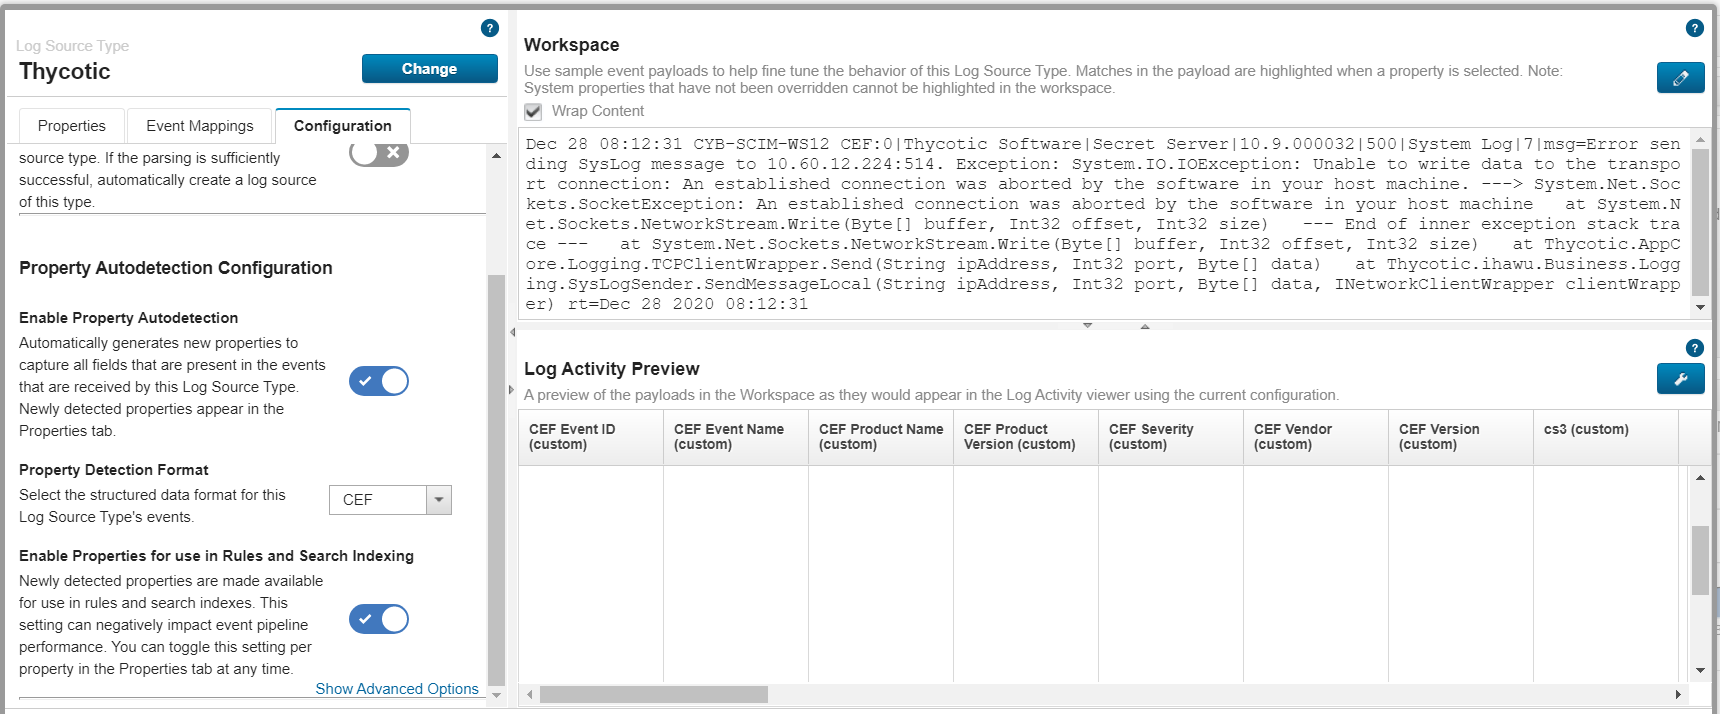 Log Source Type
Thycotic
Change
Properties
Event Mappings
Configuration
source type. If the parsing is sufficiently
successful, automatically create a log source
of this type.
Property Autodetection Configuration
Enable Property Autodetection
Automatically generates new properties to
capture all fields that are present in the events
that are received by this Log Source Type.
Newly detected properties appear in the
Properties tab.
Property Detection Format
Select the structured data format for this
Log Source Type's events.
CEF
Enable Properties for use in Rules and Search Indexing
Newly detected properties are made available
for use in rules and search indexes. This
setting can negatively impact event pipeline
performance. You can toggle this setting per
property in the Properties tab at any time.
Show Advanced Options
?
?
Workspace
Use sample event payloads to help fine tune the behavior of this Log Source Type. Matches in the payload are highlighted when a property is selected. Note:
System properties that have not been overridden cannot be highlighted in the workspace.
Wrap Content
Dec 28 08:12:31 CYB-SCIM-WS12 CEF:0|Thycotic Software|Secret Server|10.9.000032|500|System Log|7|msg=Error sen
ding SysLog message to 10.60.12.224:514. Exception: System.IO.IOException: Unable to write data to the transpo
rt connection: An established connection was aborted by the software in your host machine. ---> System.Net.Soc
kets.SocketException: An established connection was aborted by the software in your host machine   at System.N
et.Sockets.NetworkStream.Write(Byte[] buffer, Int32 offset, Int32 size)   --- End of inner exception stack tra
ce ---   at System.Net.Sockets.NetworkStream.Write(Byte[] buffer, Int32 offset, Int32 size)   at Thycotic.AppC
ore.Logging.TCPClientWrapper.Send(String ipAddress, Int32 port, Byte[] data)   at Thycotic.ihawu.Business.Logg
ing.SysLogSender.SendMessageLocal(String ipAddress, Int32 port, Byte[] data, INetworkClientWrapper clientWrapp
er) rt=Dec 28 2020 08:12:31
?
Log Activity Preview
A preview of the payloads in the Workspace as they would appear in the Log Activity viewer using the current configuration.
CEF Event ID (custom)
CEF Event Name (custom)
CEF Product Name (custom)
CEF Product Version (custom)
CEF Severity (custom)
CEF Vendor (custom)
CEF Version (custom)
cs3 (custom)